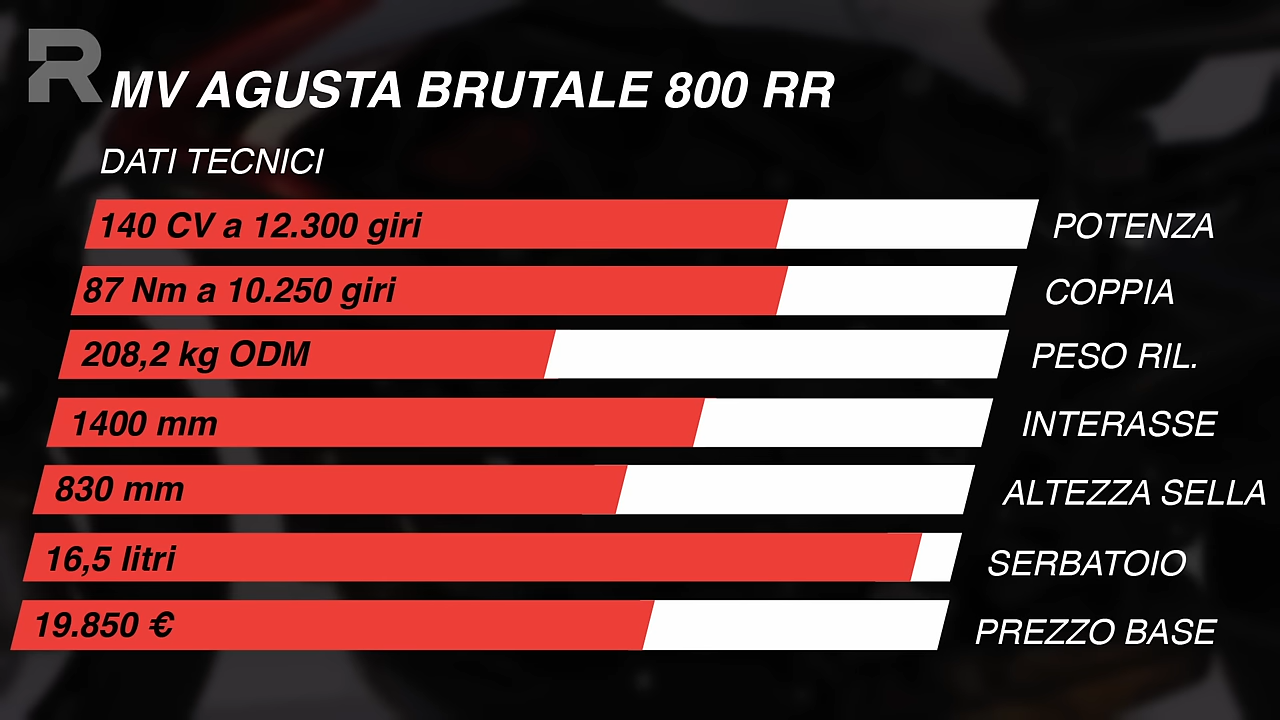 R
MV AGUSTA BRUTALE 800 RR
DATI TECNICI
140 CV a 12.300 giri POTENZA
87 Nm a 10.250 giri COPPIA
208,2 kg ODM PESO RIL.
1400 mm INTERASSE
830 mm ALTEZZA SELLA
16,5 litri SERBATOIO
19.850 € PREZZO BASE